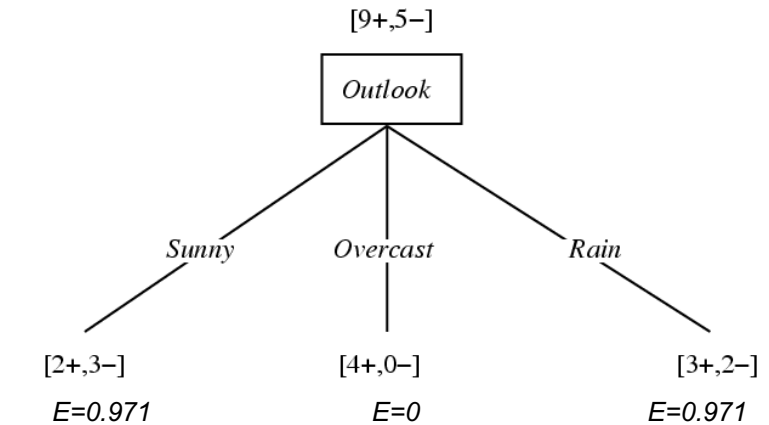 [9+,5−]
Outlook
Sunny Overcast Rain
[2+,3−] [4+,0−] [3+,2−]
E=0.971 E=0 E=0.971